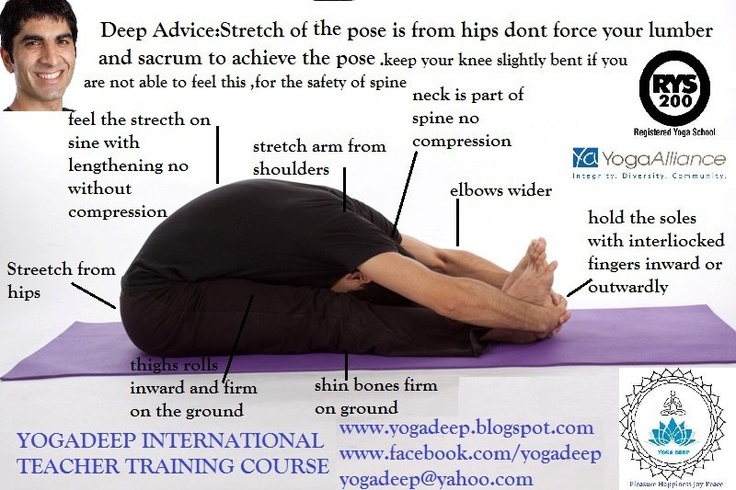 Deep Advice:Stretch of the pose is from hips dont force your lumber
and sacrum to achieve the pose .keep your knee slightly bent if you
are not able to feel this ,for the safety of spine
RYS
200
Registered Yoga School
YogaAlliance
Integrity. Diversity. Community.
feel the strecth on
sine with
lengthening no
without
compression
stretch arm from
shoulders
neck is part of
spine no
compression
elbows wider
hold the soles
with interliocked
fingers inward or
outwardly
Streetch from
hips
thighs rolls
inward and firm
on the ground
shin bones firm
on ground
YOGADEEP INTERNATIONAL
TEACHER TRAINING COURSE
www.yogadeep.blogspot.com
www.facebook.com/yogadeep
yogadeep@yahoo.com
YOGA DEEP
Pleasure Happiness Joy Peace